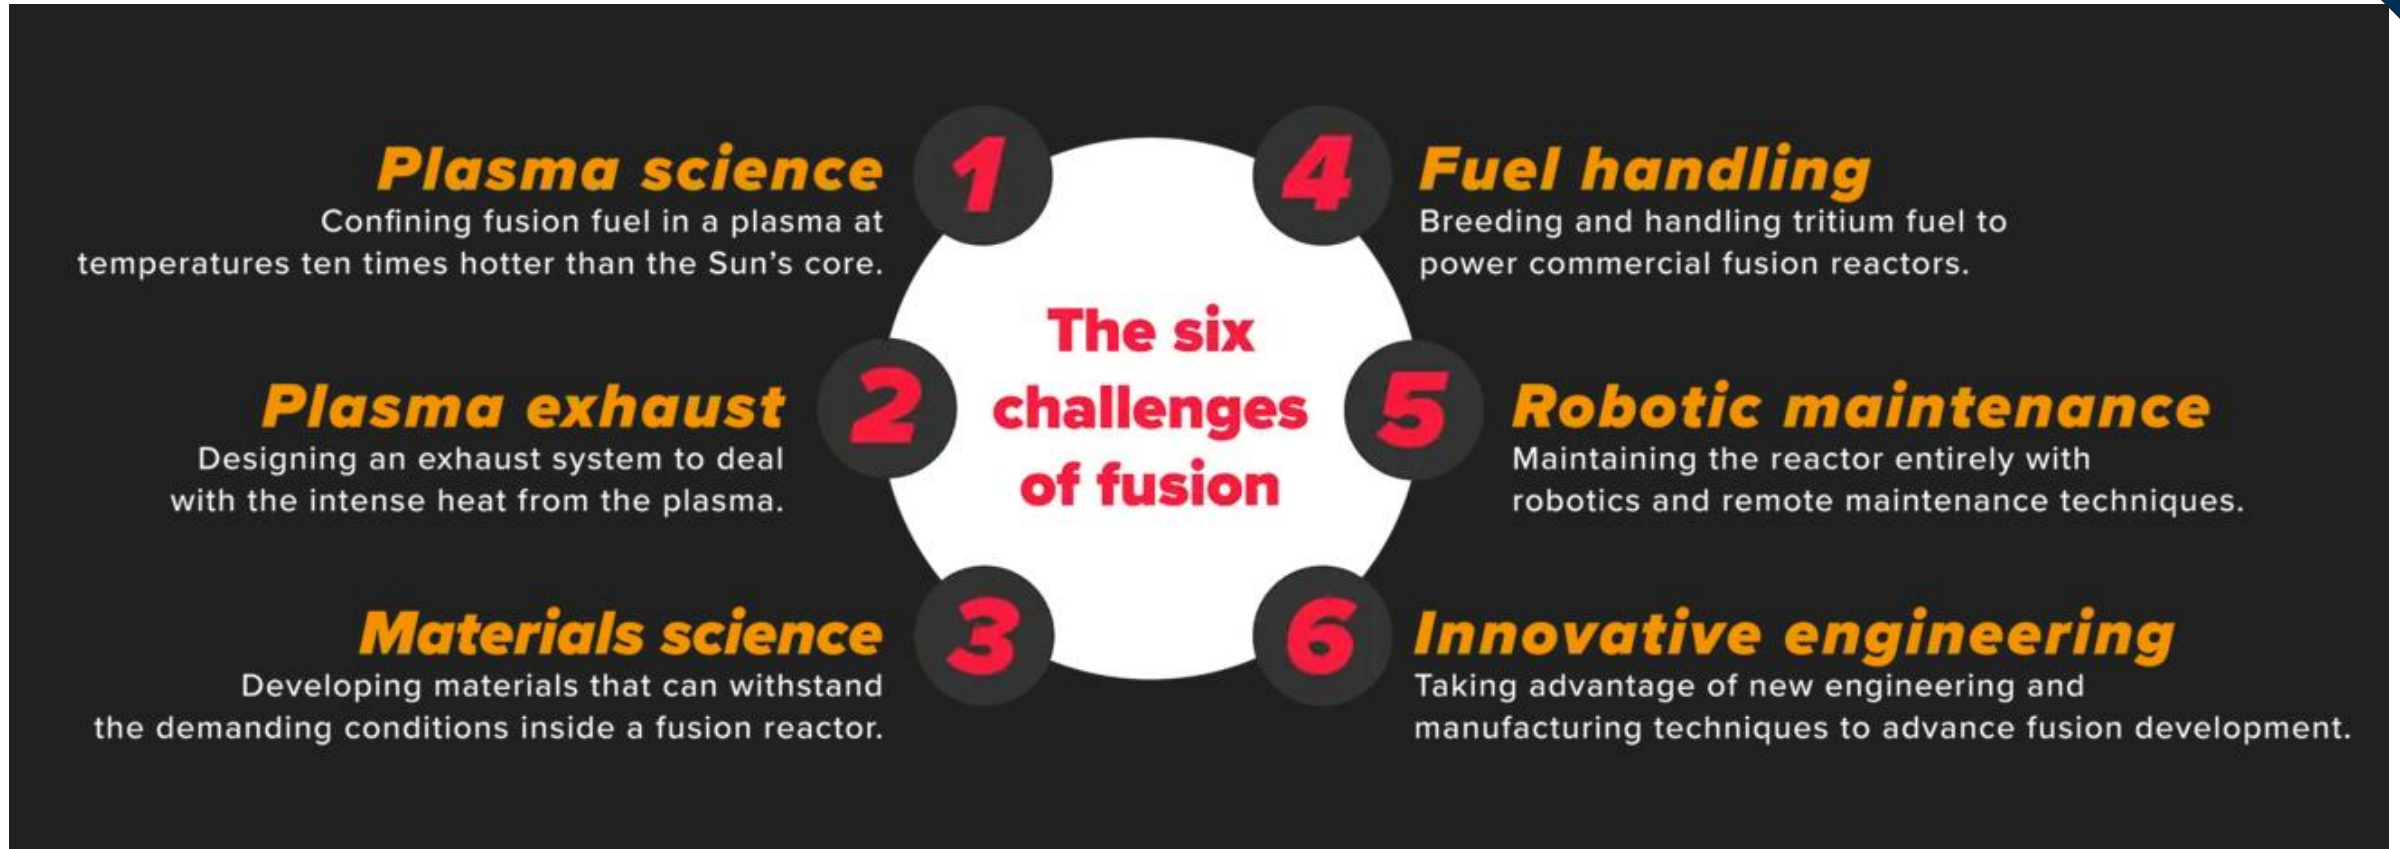 The six
challenges
of fusion
1
Plasma science
Confining fusion fuel in a plasma at
temperatures ten times hotter than the Sun’s core.
2
Plasma exhaust
Designing an exhaust system to deal
with the intense heat from the plasma.
3
Materials science
Developing materials that can withstand
the demanding conditions inside a fusion reactor.
4
Fuel handling
Breeding and handling tritium fuel to
power commercial fusion reactors.
5
Robotic maintenance
Maintaining the reactor entirely with
robotics and remote maintenance techniques.
6
Innovative engineering
Taking advantage of new engineering and
manufacturing techniques to advance fusion development.